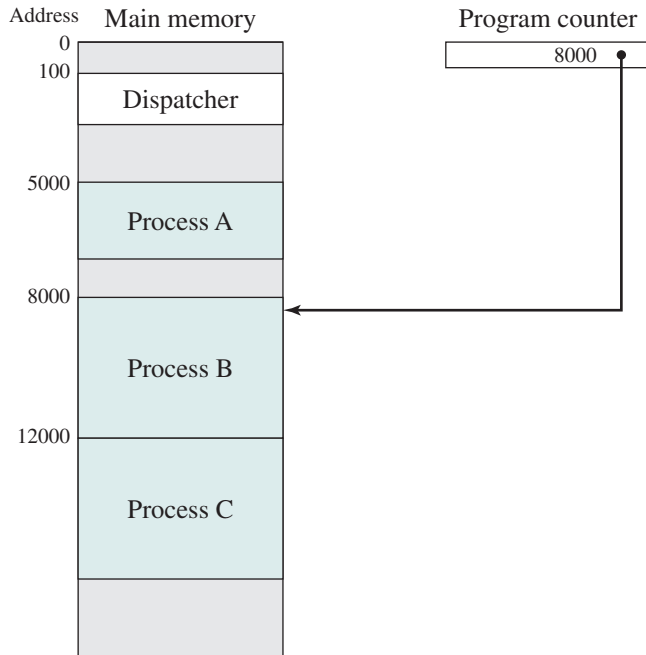 Address
Main memory
Program counter
0
8000
100
Dispatcher
5000
Process A
8000
Process B
12000
Process C